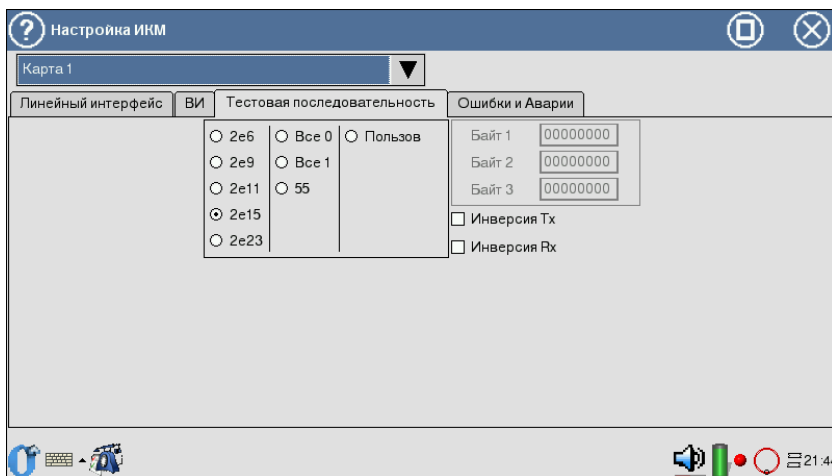 Настройка ИКМ
Карта 1
Линейный интерфейс ВИ Тестовая последовательность Ошибки и Аварии
2e6 Все 0 Пользов Байт 1 00000000
2e9 Все 1 Байт 2 00000000
2e11 55 Байт 3 00000000
2e15 Инверсия Tx
2e23 Инверсия Rx